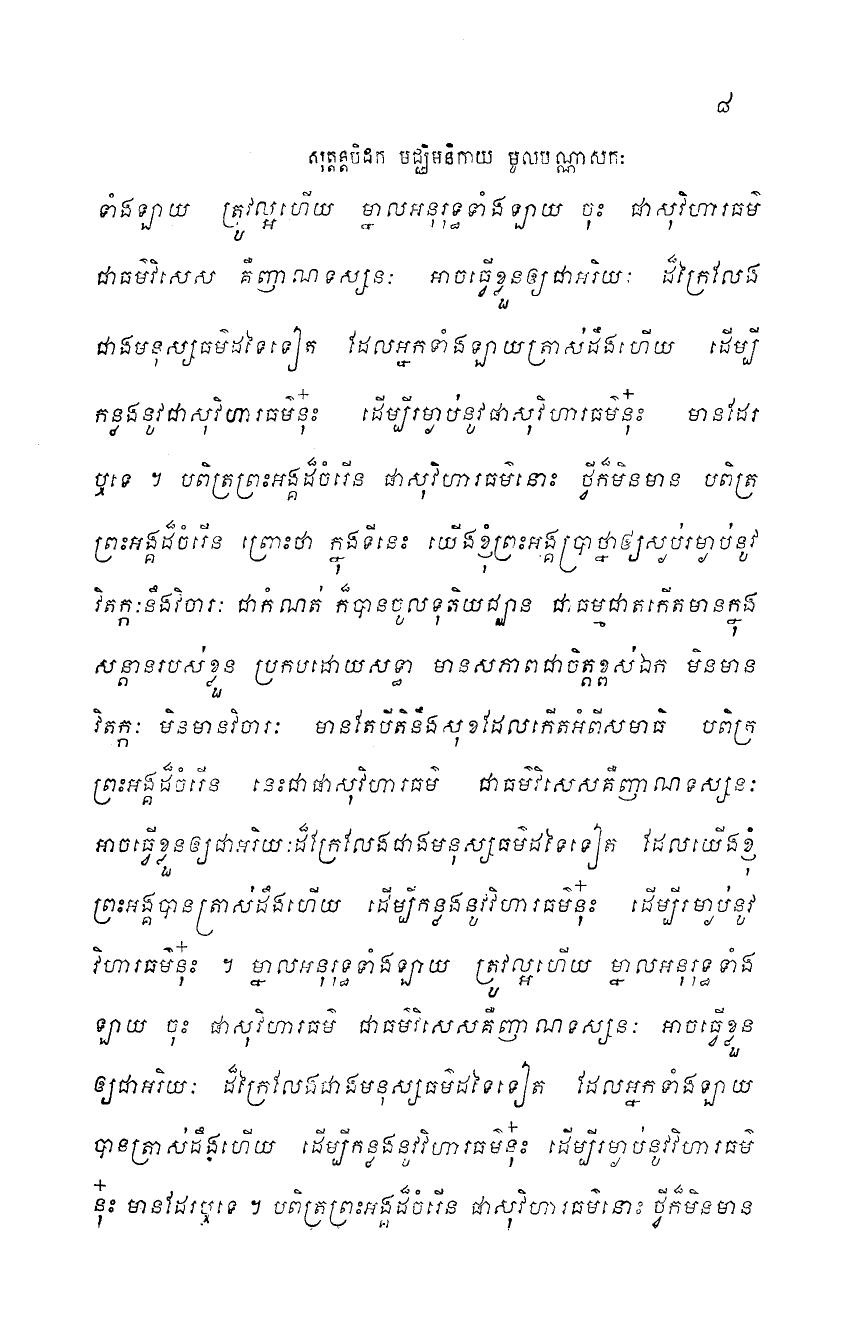 ៨
សុត្តន្តបិដក មជ្ឈិមនិកាយ មូលបណ្ណាសកៈ
ទាំងឡាយ ត្រូវល្អហើយ ម្នាលអនុរុទ្ធទាំងឡាយ ចុះ ផាសុវិហារធម៌
ជាធម៌វិសេស គឺញាណទស្សនៈ អាចធ្វើខ្លួនឲ្យជាអរិយៈ ដ៏ក្រៃលែង
ជាងមនុស្សធម៌ដទៃទៀត ដែលអ្នកទាំងឡាយត្រាស់ដឹងហើយ ដើម្បី
កន្លងនូវផាសុវិហារធម៌នុ៎ះ ដើម្បីរម្ងាប់នូវផាសុវិហារធម៌នុ៎ះ មានដែរ
ឬទេ ។ បពិត្រព្រះអង្គដ៏ចំរើន ផាសុវិហារធម៌នោះ ថ្វីក៏មិនមាន បពិត្រ
ព្រះអង្គដ៏ចំរើន ព្រោះថា ក្នុងទីនេះ យើងខ្ញុំព្រះអង្គប្រាថ្នាឲ្យស្ងប់រម្ងាប់នូវ
វិតក្កៈនឹងវិចារៈ ជាកំណត់ ក៏បានចូលទុតិយជ្ឈាន ជាធម្មជាតកើតមានក្នុង
សន្តានរបស់ខ្លួន ប្រកបដោយសទ្ធា មានសភាពជាចិត្តខ្ពស់ឯក មិនមាន
វិតក្កៈ មិនមានវិចារៈ មានតែបីតិនឹងសុខដែលកើតអំពីសមាធិ បពិត្រ
ព្រះអង្គដ៏ចំរើន នេះជាផាសុវិហារធម៌ ជាធម៌វិសេសគឺញាណទស្សនៈ
អាចធ្វើខ្លួនឲ្យជាអរិយៈដ៏ក្រៃលែងជាងមនុស្សធម៌ដទៃទៀត ដែលយើងខ្ញុំ
ព្រះអង្គបានត្រាស់ដឹងហើយ ដើម្បីកន្លងនូវវិហារធម៌នុ៎ះ ដើម្បីរម្ងាប់នូវ
វិហារធម៌នុ៎ះ ។ ម្នាលអនុរុទ្ធទាំងឡាយ ត្រូវល្អហើយ ម្នាលអនុរុទ្ធទាំង
ឡាយ ចុះ ផាសុវិហារធម៌ ជាធម៌វិសេសគឺញាណទស្សនៈ អាចធ្វើខ្លួន
ឲ្យជាអរិយៈ ដ៏ក្រៃលែងជាងមនុស្សធម៌ដទៃទៀត ដែលអ្នកទាំងឡាយ
បានត្រាស់ដឹងហើយ ដើម្បីកន្លងនូវវិហារធម៌នុ៎ះ ដើម្បីរម្ងាប់នូវវិហារធម៌
នុ៎ះ មានដែរឬទេ ។ បពិត្រព្រះអង្គដ៏ចំរើន ផាសុវិហារធម៌នោះ ថ្វីក៏មិនមាន